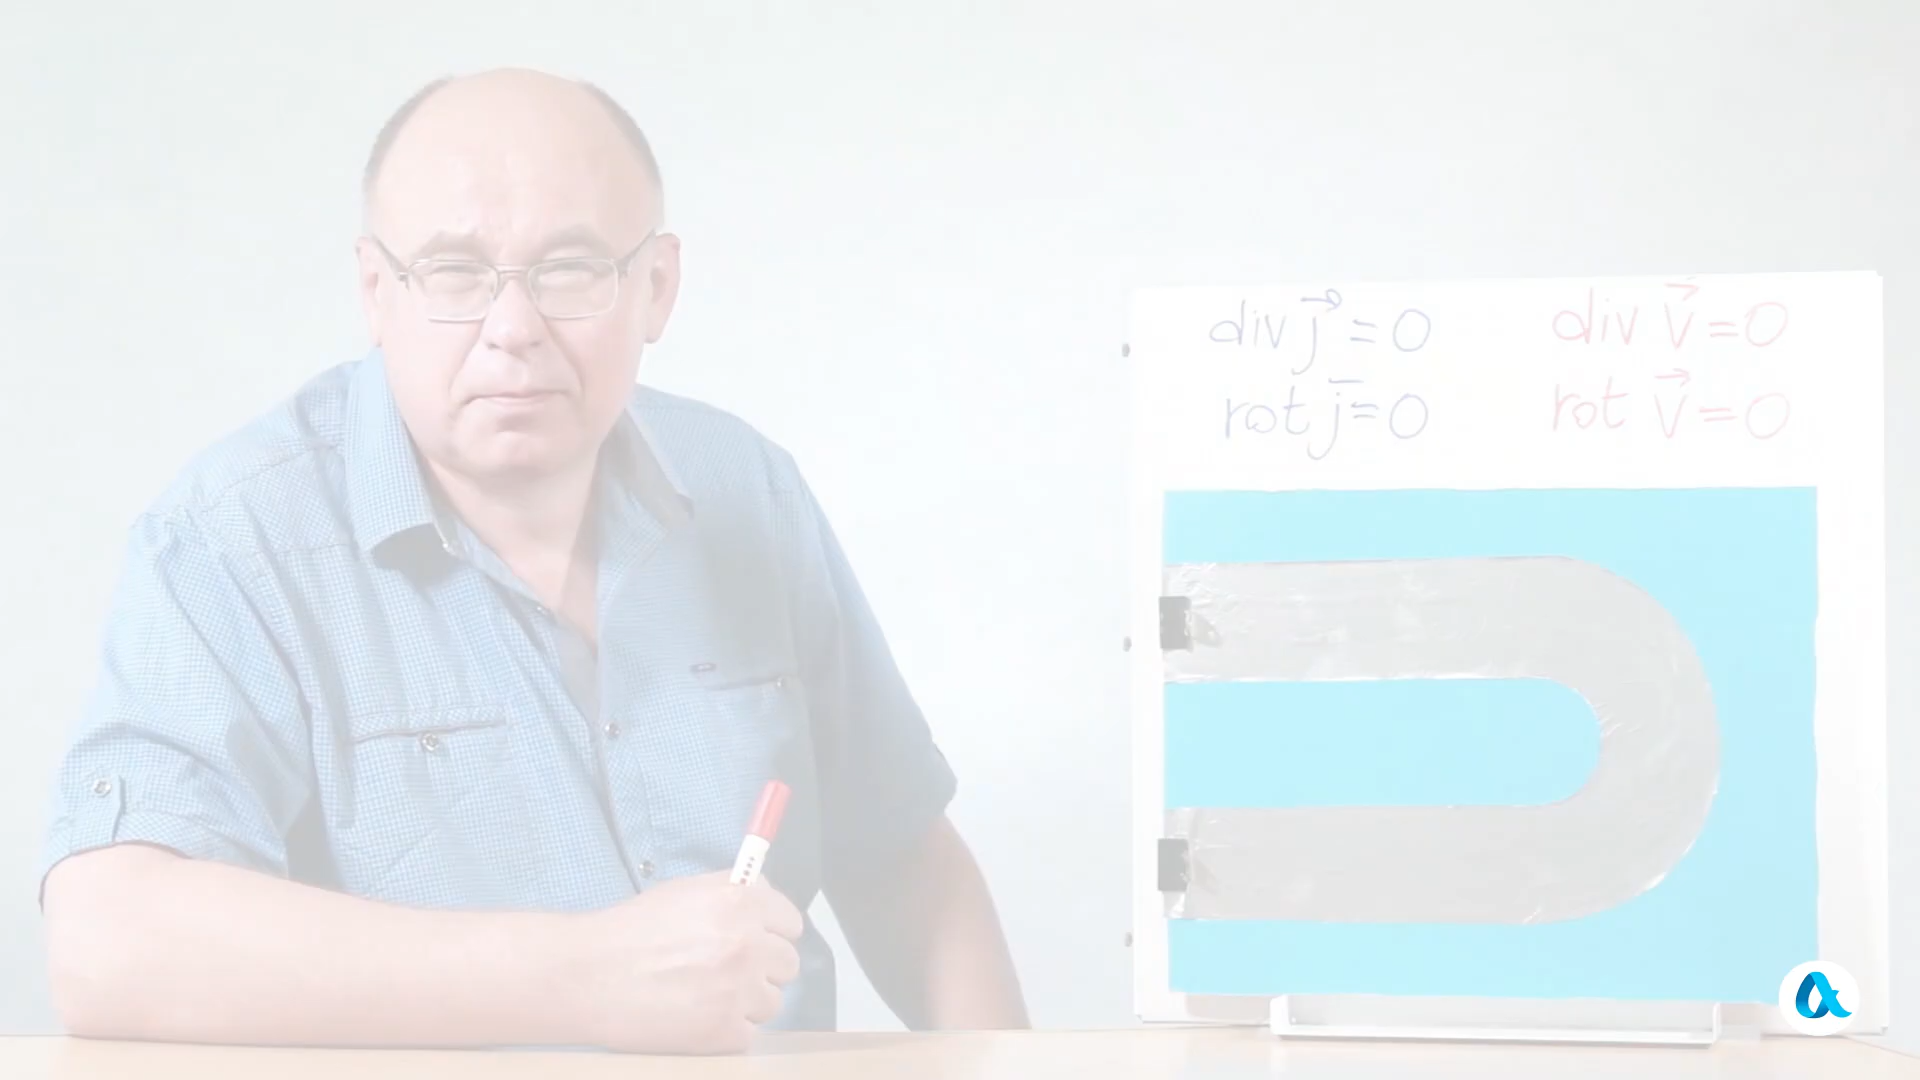 div j⃗ = 0
rot j⃗ = 0
div v⃗ = 0
rot v⃗ = 0